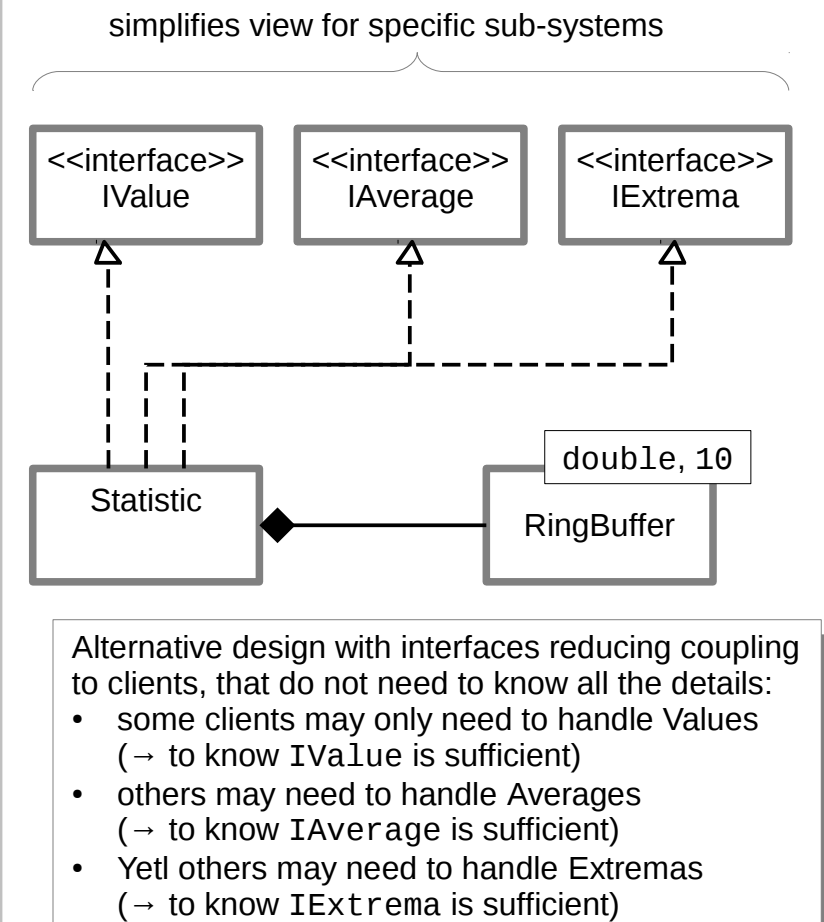 simplifies view for specific sub-systems
<<interface>> <<interface>> <<interface>>
IValue IAverage IExtrema
double, 10
Statistic
RingBuffer
Alternative design with interfaces reducing coupling
to clients, that do not need to know all the details:
• some clients may only need to handle Values
(→ to know IValue is sufficient)
• others may need to handle Averages
(→ to know IAverage is sufficient)
• Yetl others may need to handle Extremas
(→ to know IExtrema is sufficient)